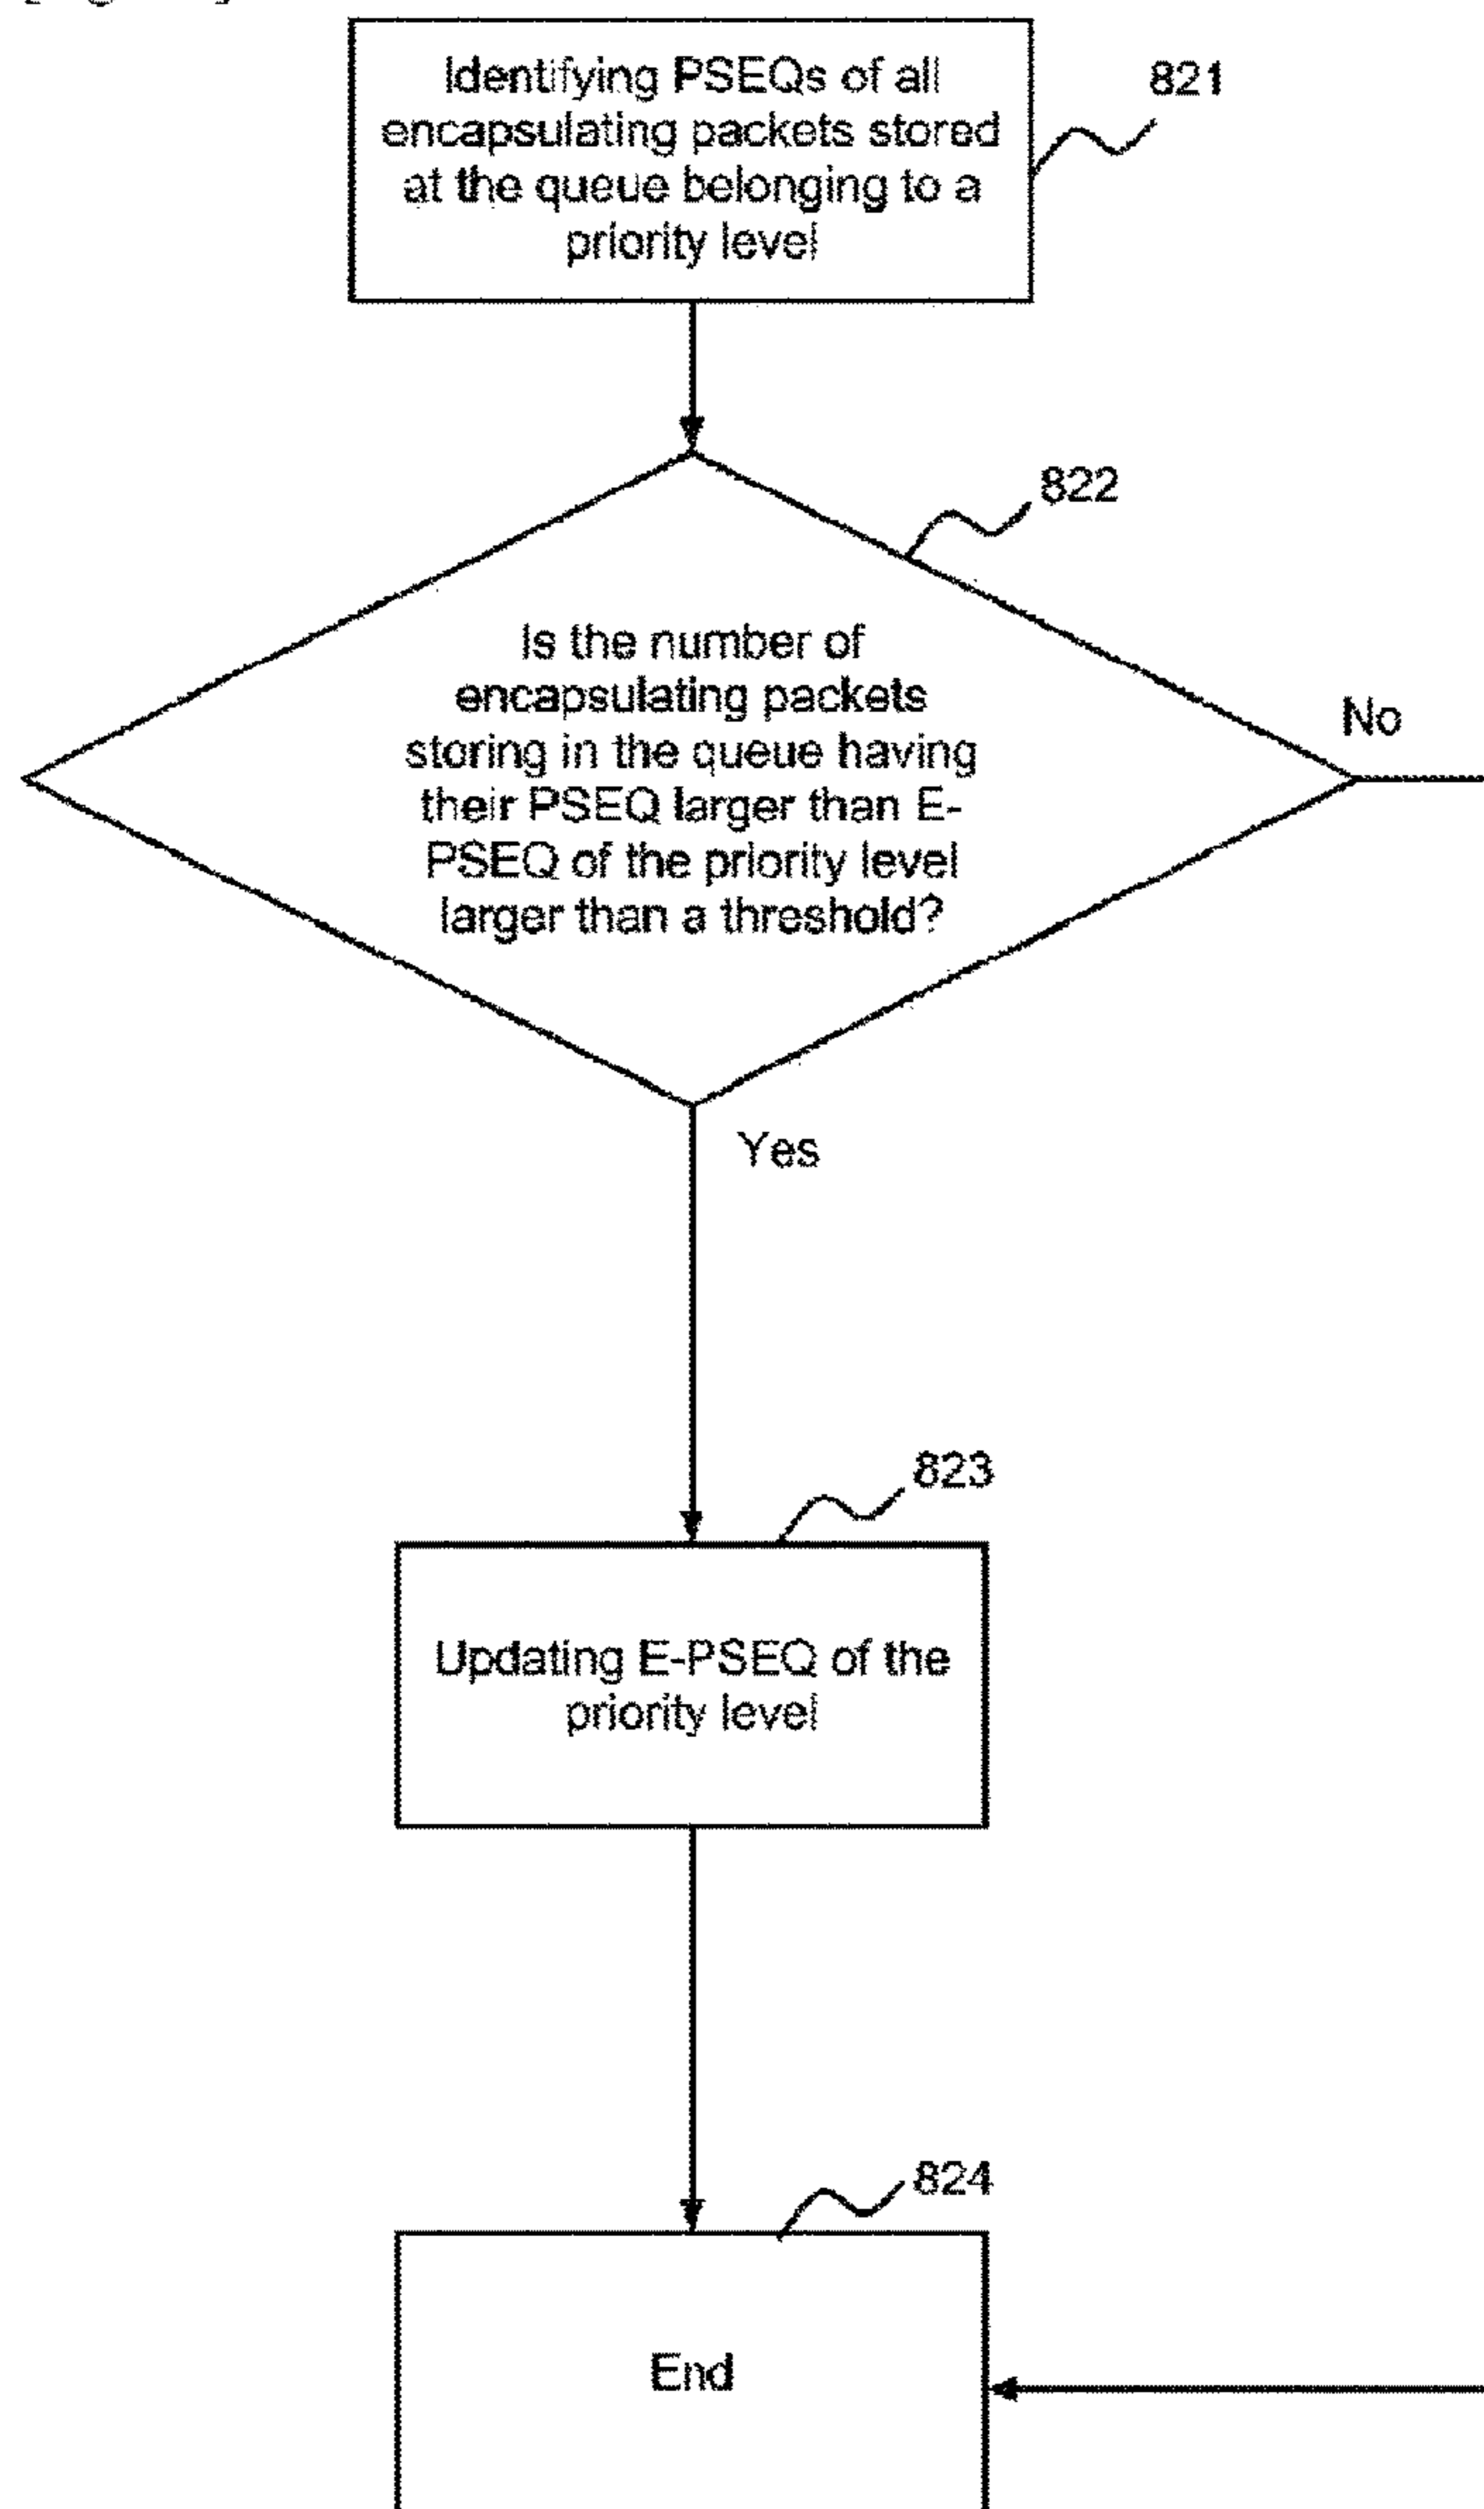 Identifying PSEQs of all
encapsulating packets stored
at the queue belonging to a
priority level
821
822
Is the number of
encapsulating packets
storing in the queue having
their PSEQ larger than E-
PSEQ of the priority level
larger than a threshold?
No
Yes
823
Updating E-PSEQ of the
priority level
824
End